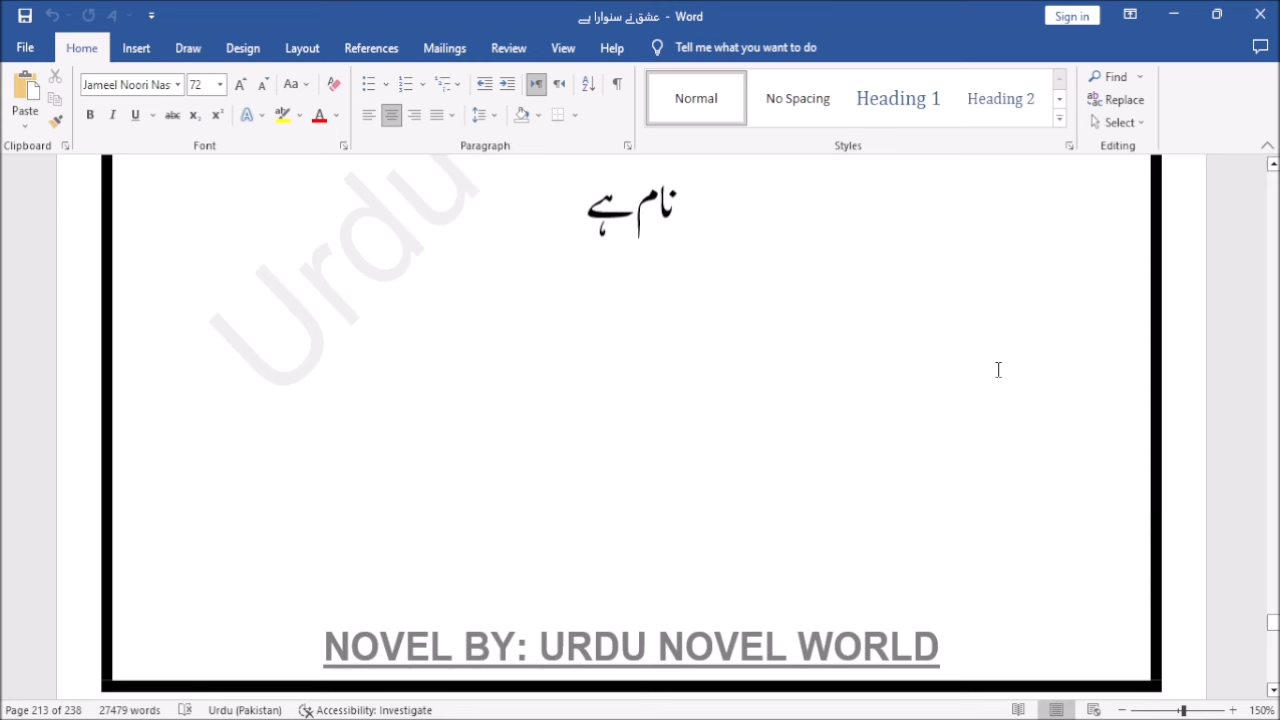 عشق نے سنوارا ہے - Word
Sign in
File Home Insert Draw Design Layout References Mailings Review View Help Tell me what you want to do
Paste
Jameel Noori Nas 72
Clipboard Font Paragraph Styles Editing
Normal No Spacing Heading 1 Heading 2
Find
Replace
Select
نام ہے
Urdu
NOVEL BY: URDU NOVEL WORLD
Page 213 of 238 27479 words Urdu (Pakistan) Accessibility: Investigate 150%